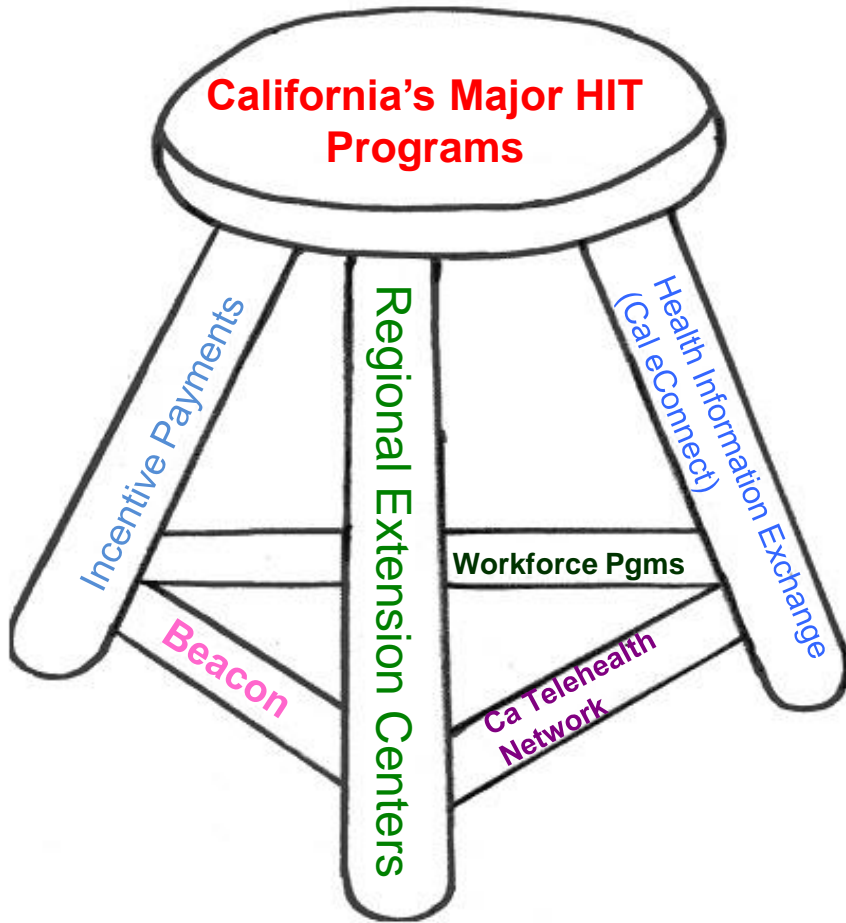 California’s Major HIT
Programs
Incentive Payments
Regional Extension Centers
Health Information Exchange
(Cal eConnect)
Workforce Pgms
Beacon
Ca Telehealth
Network